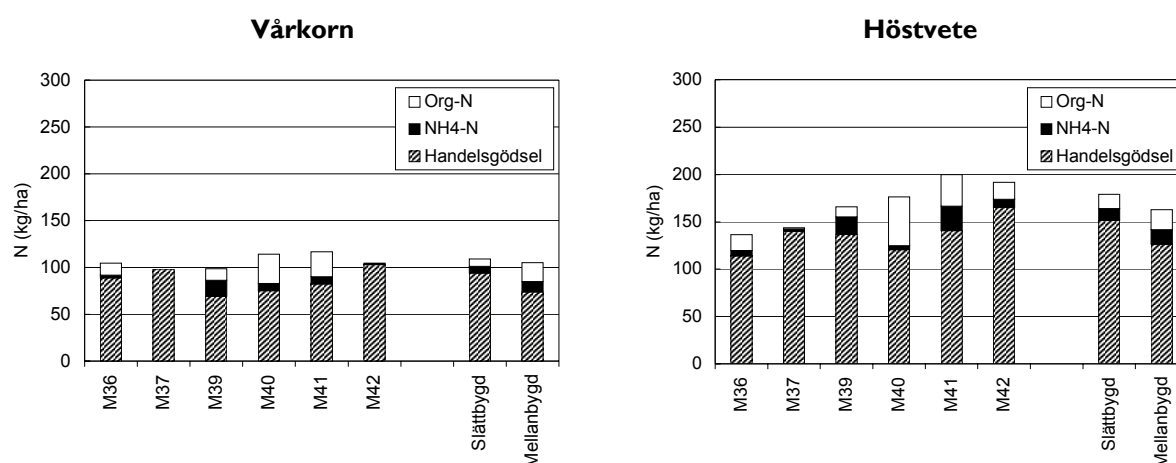 Vårkorn
300
250
200
150
100
50
0
N (kg/ha)
Org-N
NH4-N
Handelsgödsel
M36
M37
M39
M40
M41
M42
Slättbygd
Mellanbygd
Höstvete
300
250
200
150
100
50
0
N (kg/ha)
Org-N
NH4-N
Handelsgödsel
M36
M37
M39
M40
M41
M42
Slättbygd
Mellanbygd